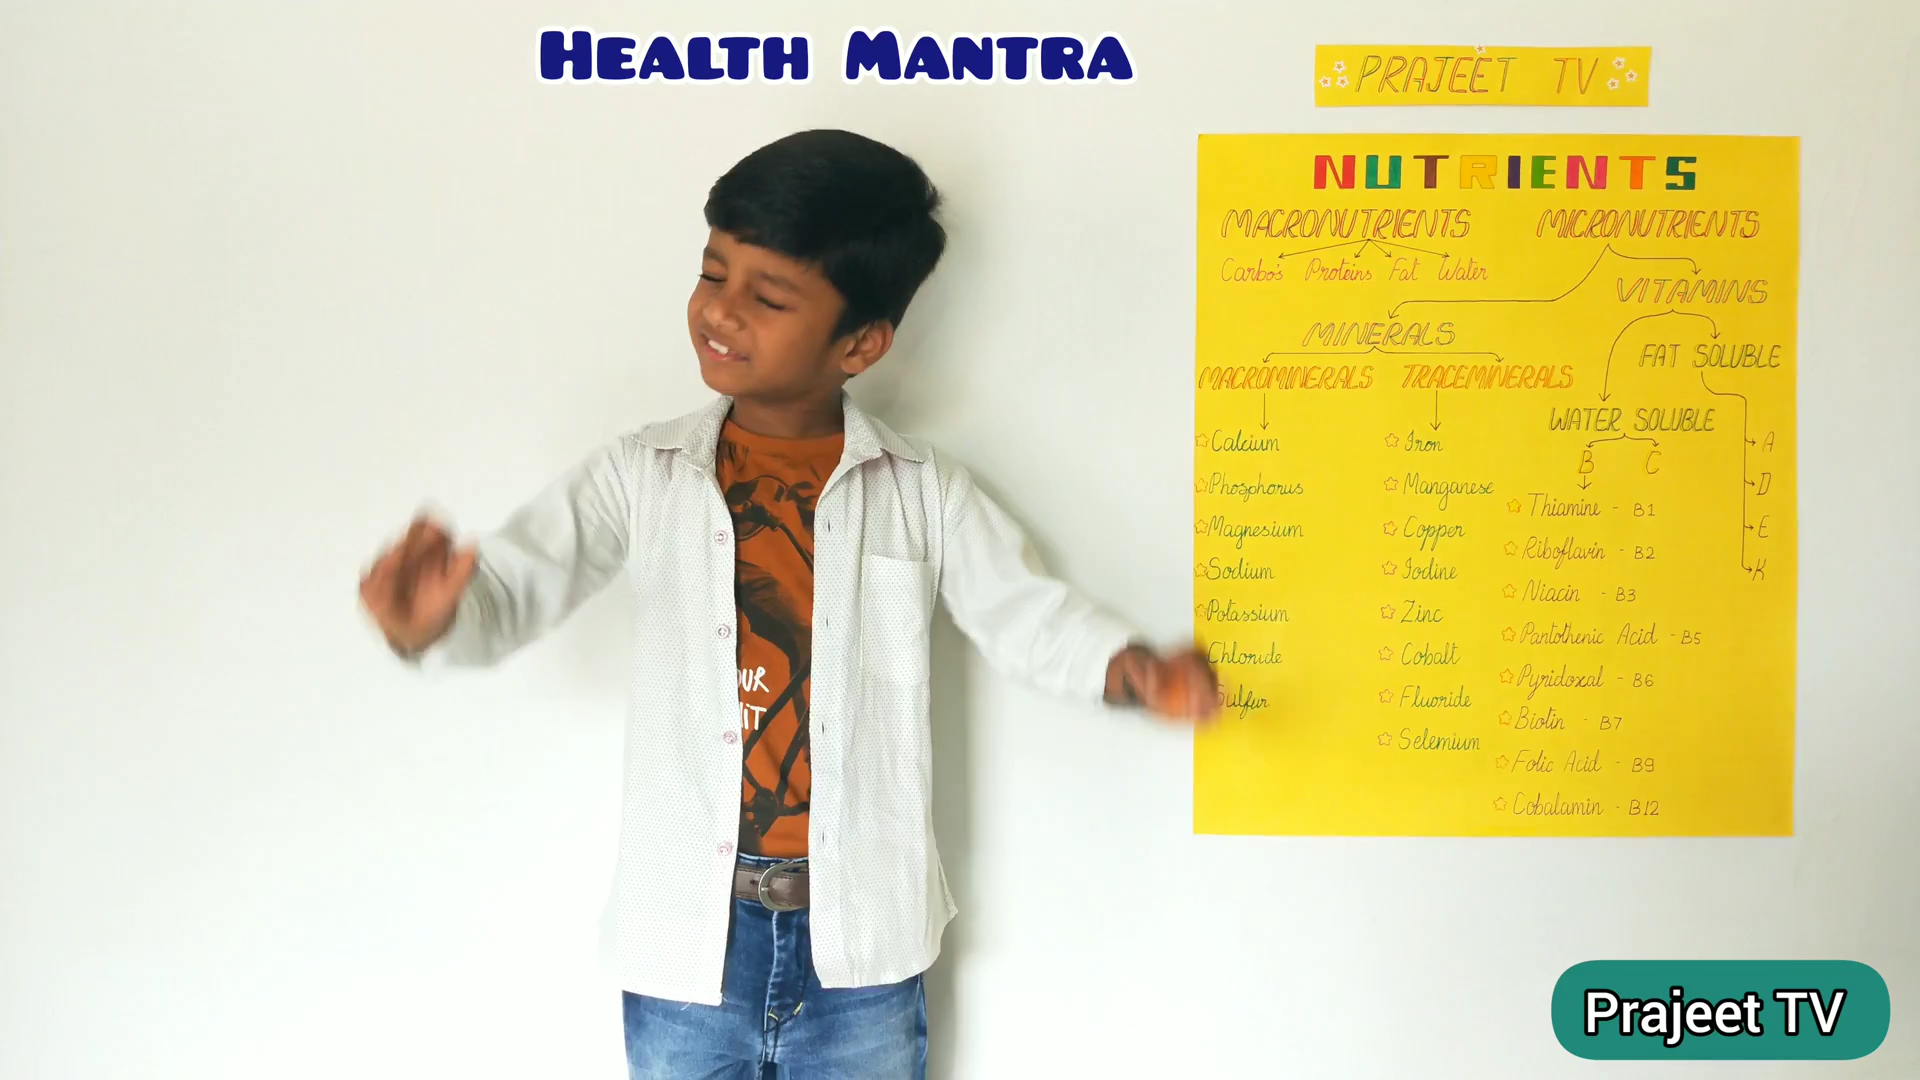 HEALTH MANTRA
PRAJEET TV
NUTRIENTS
MACRONUTRIENTS
MICRONUTRIENTS
Carbo's Proteins Fat Water
VITAMINS
MINERALS
FAT SOLUBLE
MACROMINERALS
TRACEMINERALS
WATER SOLUBLE
Calcium
Phosphorus
Magnesium
Sodium
Potassium
Chloride
Sulfur
Iron
Manganese
Copper
Iodine
Zinc
Cobalt
Fluoride
Selemium
B C
Thiamine - B1
Riboflavin - B2
Niacin - B3
Pantothenic Acid - B5
Pyridoxal - B6
Biotin - B7
Folic Acid - B9
Cobalamin - B12
A
D
E
K
Prajeet TV